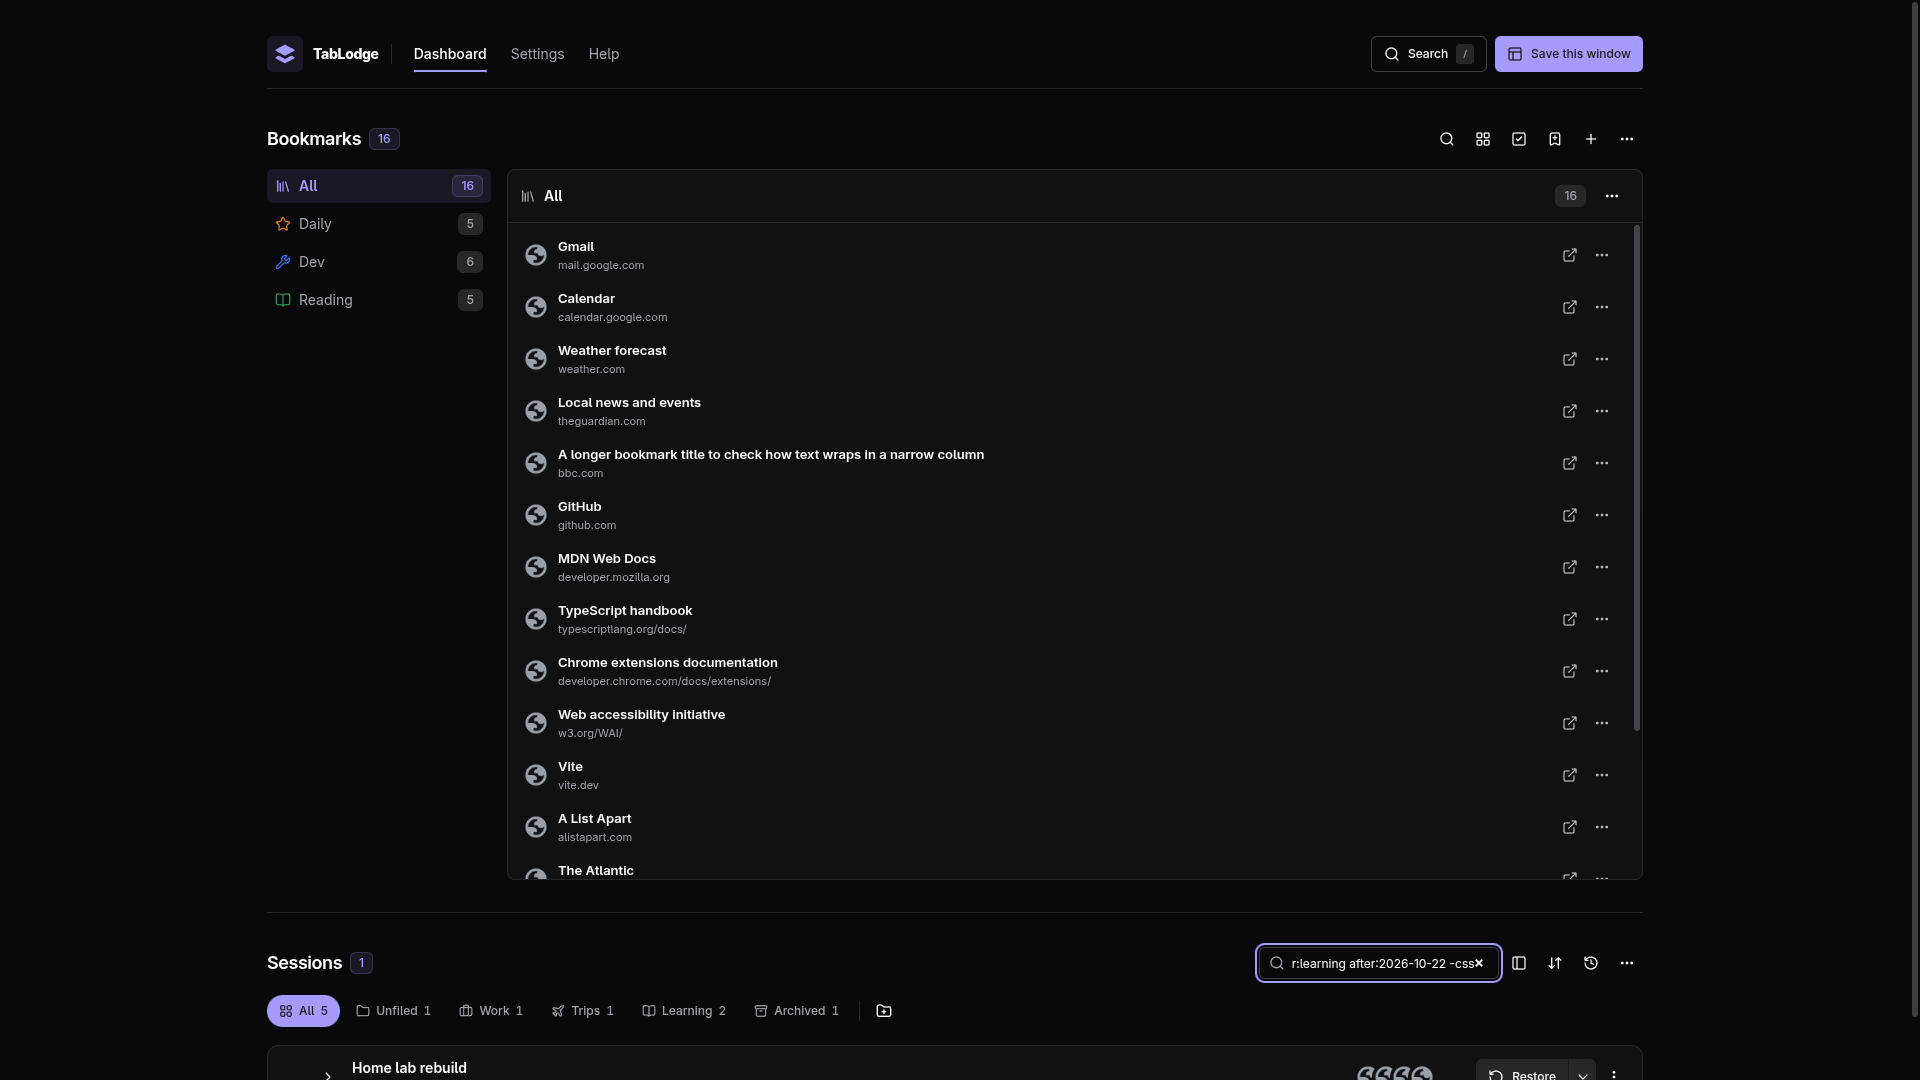 TabLodge
Dashboard
Settings
Help
Search /
Save this window
Bookmarks 16
All 16
Daily 5
Dev 6
Reading 5
All 16
Gmail
mail.google.com
Calendar
calendar.google.com
Weather forecast
weather.com
Local news and events
theguardian.com
A longer bookmark title to check how text wraps in a narrow column
bbc.com
GitHub
github.com
MDN Web Docs
developer.mozilla.org
TypeScript handbook
typescriptlang.org/docs/
Chrome extensions documentation
developer.chrome.com/docs/extensions/
Web accessibility initiative
w3.org/WAI/
Vite
vite.dev
A List Apart
alistapart.com
The Atlantic
Sessions 1
r:learning after:2026-10-22 -css
All 5
Unfiled 1
Work 1
Trips 1
Learning 2
Archived 1
Home lab rebuild
Restore